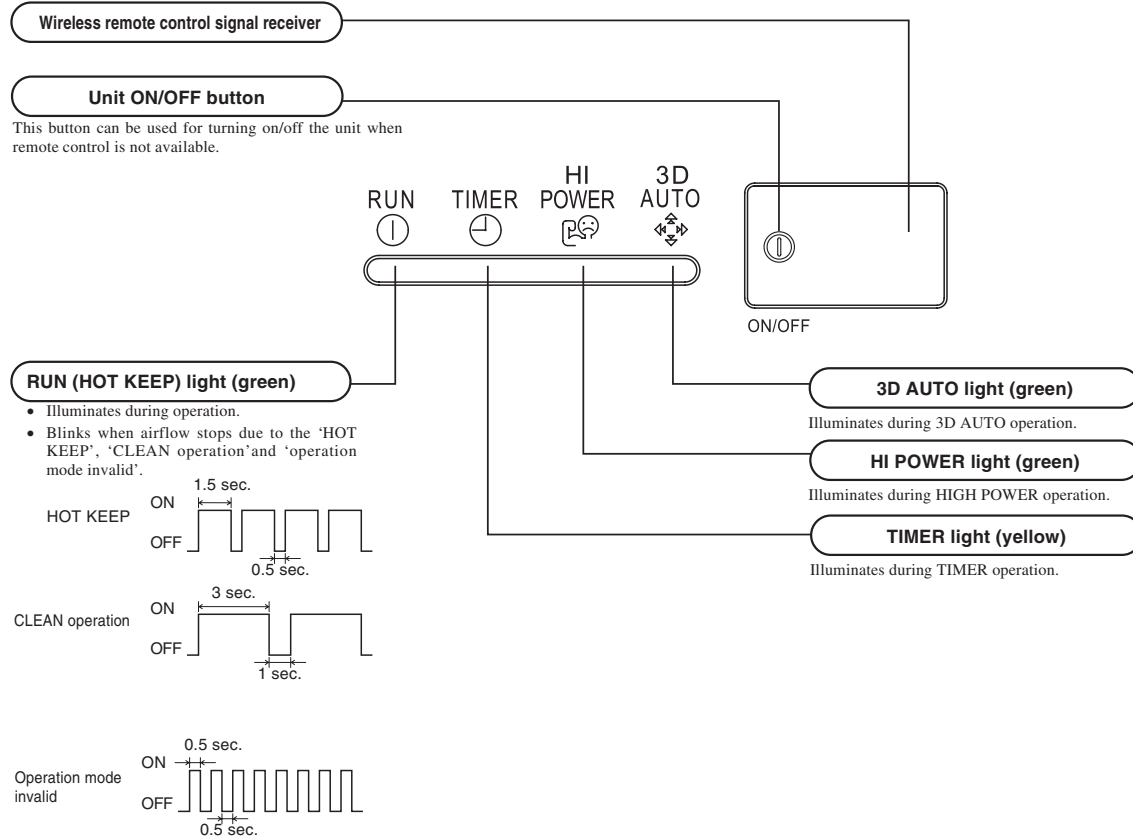 Wireless remote control signal receiver
Unit ON/OFF button
This button can be used for turning on/off the unit when
remote control is not available.
RUN
TIMER
HI
POWER
3D
AUTO
ON/OFF
RUN (HOT KEEP) light (green)
• Illuminates during operation.
• Blinks when airflow stops due to the ‘HOT
KEEP’, ‘CLEAN operation’and ‘operation
mode invalid’.
1.5 sec.
HOT KEEP
ON
OFF
0.5 sec.
3 sec.
CLEAN operation
ON
OFF
1 sec.
0.5 sec.
Operation mode
invalid
ON
OFF
0.5 sec.
3D AUTO light (green)
Illuminates during 3D AUTO operation.
HI POWER light (green)
Illuminates during HIGH POWER operation.
TIMER light (yellow)
Illuminates during TIMER operation.